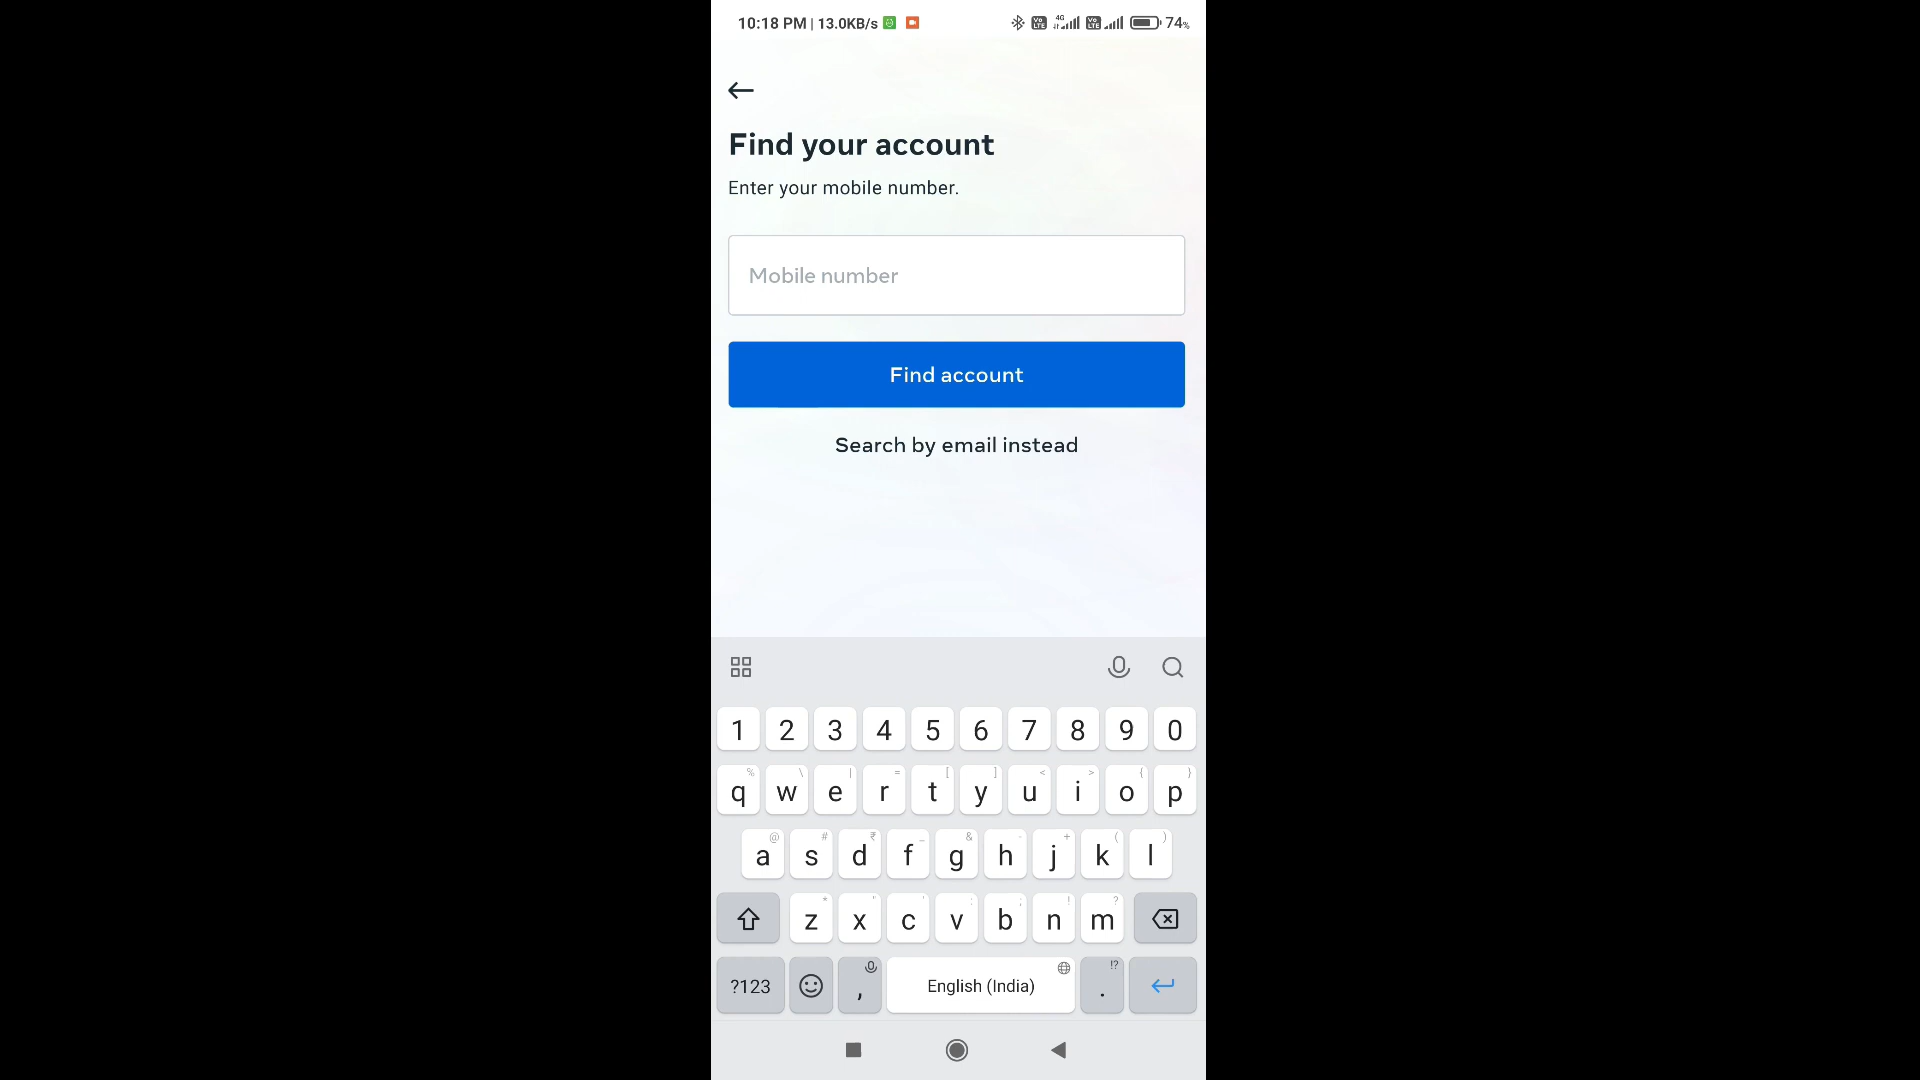 10:18 PM | 13.0KB/s 4G 74%
Find your account
Enter your mobile number.
Mobile number
Find account
Search by email instead
1 2 3 4 5 6 7 8 9 0
q w e r t y u i o p
a s d f g h j k l
z x c v b n m
?123 , English (India) .